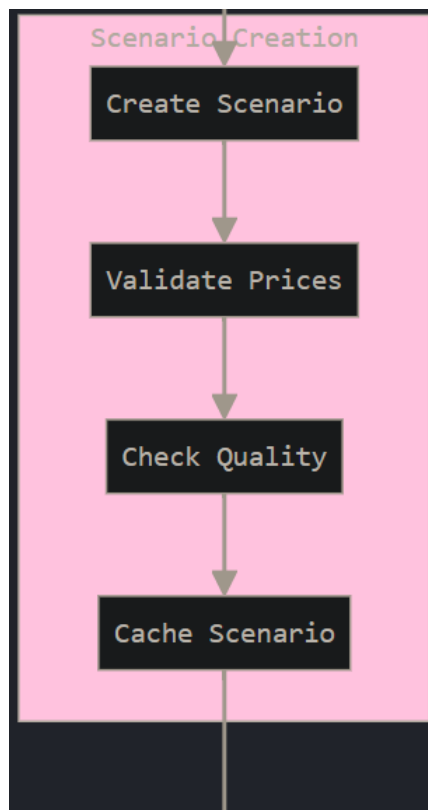 Scenario Creation
Create Scenario
Validate Prices
Check Quality
Cache Scenario